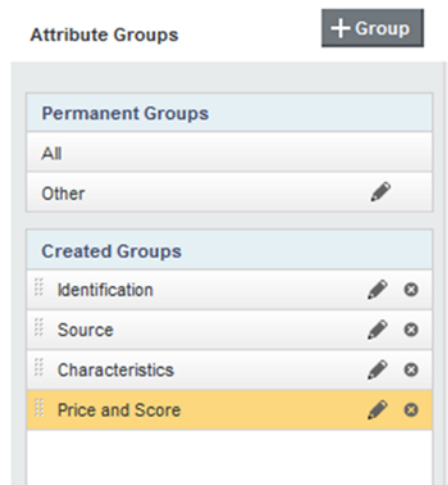 Attribute Groups
+ Group
Permanent Groups
All
Other
Created Groups
Identification
Source
Characteristics
Price and Score